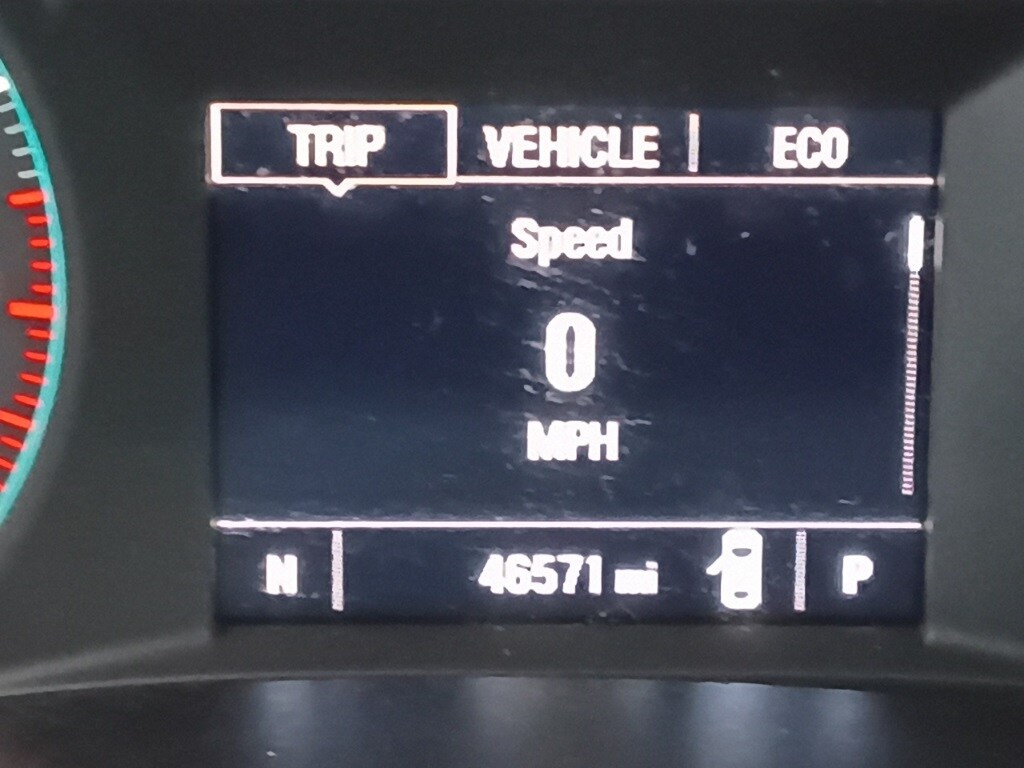 TRIP VEHICLE ECO
Speed
0
MPH
N 46571 mi P